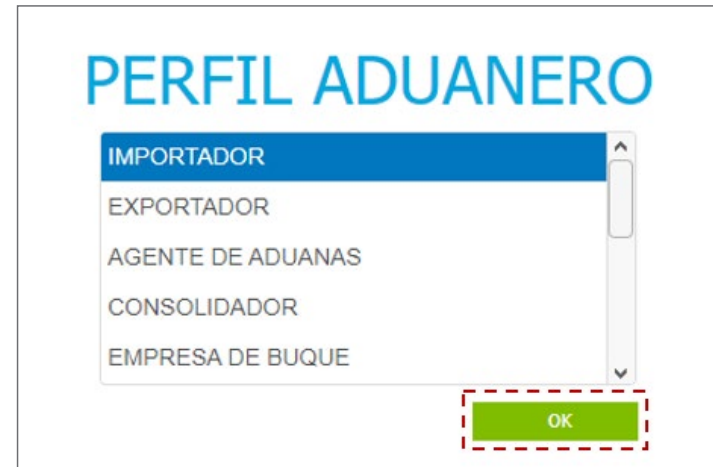 PERFIL ADUANERO
IMPORTADOR
EXPORTADOR
AGENTE DE ADUANAS
CONSOLIDADOR
EMPRESA DE BUQUE
OK